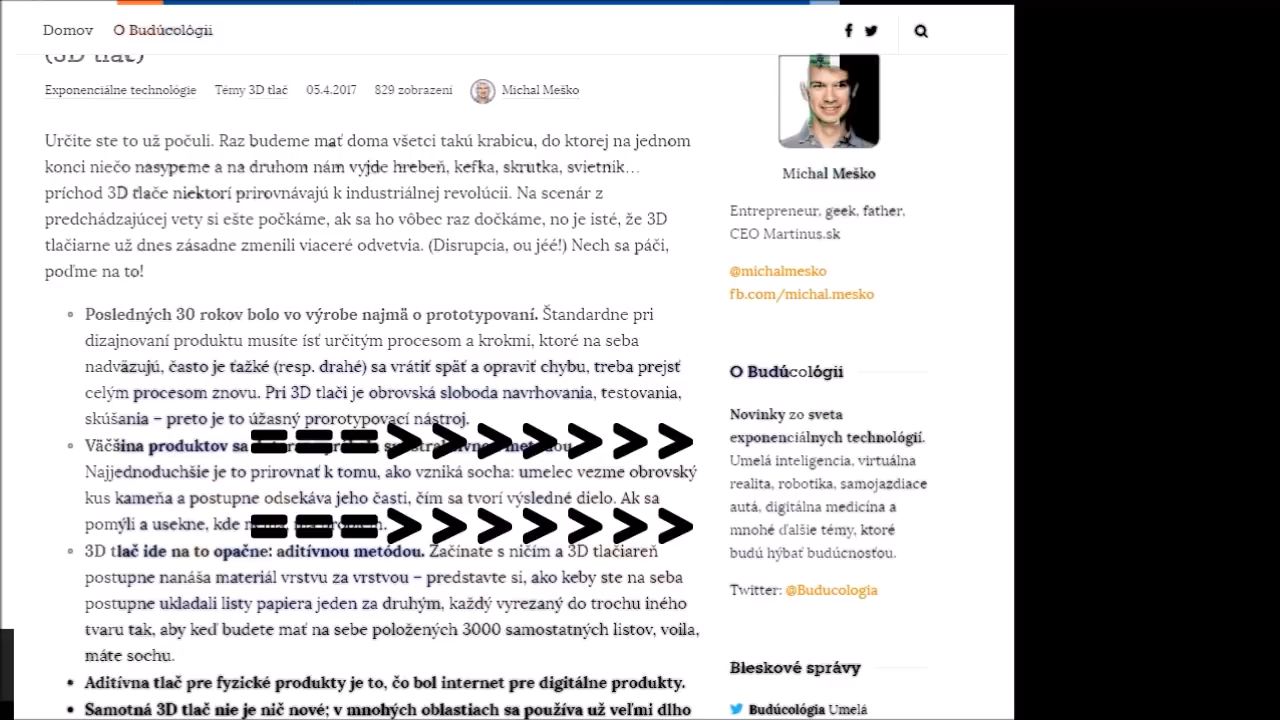 Domov O Budúcológii
(3D tlač)
Exponenciálne technológie Témy 3D tlač 05.4.2017 829 zobrazení Michal Meško
Určite ste to už počuli. Raz budeme mať doma všetci takú krabicu, do ktorej na jednom
konci niečo nasypeme a na druhom nám vyjde hrebeň, kefka, skrutka, svietnik…
príchod 3D tlače niektorí prirovnávajú k industriálnej revolúcii. Na scenár z
predchádzajúcej vety si ešte počkáme, ak sa ho vôbec raz dočkáme, no je isté, že 3D
tlačiarne už dnes zásadne zmenili viaceré odvetvia. (Disrupcia, ou jéé!) Nech sa páči,
poďme na to!
Posledných 30 rokov bolo vo výrobe najmä o prototypovaní. Štandardne pri
dizajnovaní produktu musíte ísť určitým procesom a krokmi, ktoré na seba
nadväzujú, často je ťažké (resp. drahé) sa vrátiť späť a opraviť chybu, treba prejsť
celým procesom znovu. Pri 3D tlači je obrovská sloboda navrhovania, testovania,
skúšania – preto je to úžasný prorotypovací nástroj.
Väčšina produktov sa
===>>>>>>>
Najjednoduchšie je to prirovnať k tomu, ako vzniká socha: umelec vezme obrovský
kus kameňa a postupne odsekáva jeho časti, čím sa tvorí výsledné dielo. Ak sa
pomýli a usekne, kde
===>>>>>>>
3D tlač ide na to opačne: aditívnou metódou. Začínate s ničím a 3D tlačiareň
postupne nanáša materiál vrstvu za vrstvou – predstavte si, ako keby ste na seba
postupne ukladali listy papiera jeden za druhým, každý vyrezaný do trochu iného
tvaru tak, aby keď budete mať na sebe položených 3000 samostatných listov, voila,
máte sochu.
Aditívna tlač pre fyzické produkty je to, čo bol internet pre digitálne produkty.
Samotná 3D tlač nie je nič nové; v mnohých oblastiach sa používa už veľmi dlho
Michal Meško
Entrepreneur, geek, father,
CEO Martinus.sk
@michalmesko
fb.com/michal.mesko
O Budúcológii
Novinky zo sveta
exponenciálnych technológií.
Umelá inteligencia, virtuálna
realita, robotika, samojazdiace
autá, digitálna medicína a
mnohé ďalšie témy, ktoré
budú hýbať budúcnosťou.
Twitter: @Buducologia
Bleskové správy
Budúcológia Umelá